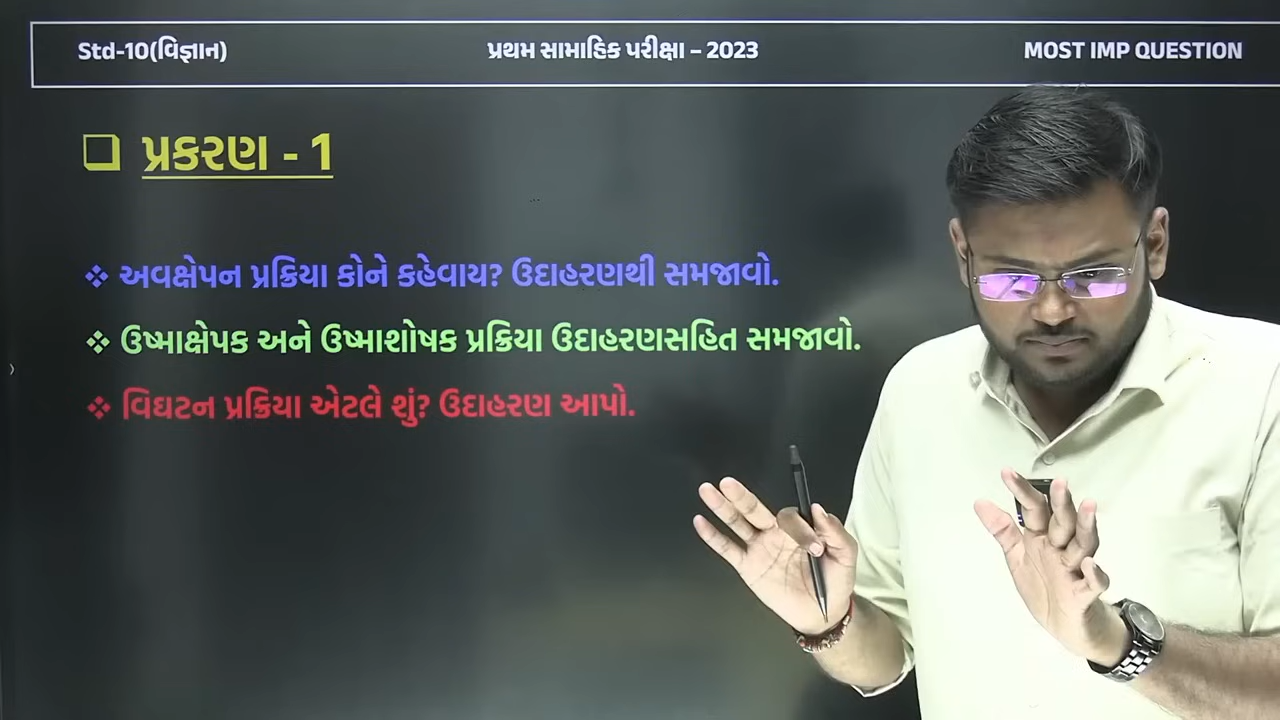 Std-10(વિજ્ઞાન)
પ્રથમ સામાહિક પરીક્ષા – 2023
MOST IMP QUESTION
પ્રકરણ - 1
અવક્ષેપન પ્રક્રિયા કોને કહેવાય? ઉદાહરણથી સમજાવો.
ઉષ્માક્ષેપક અને ઉષ્માશોષક પ્રક્રિયા ઉદાહરણસહિત સમજાવો.
વિઘટન પ્રક્રિયા એટલે શું? ઉદાહરણ આપો.